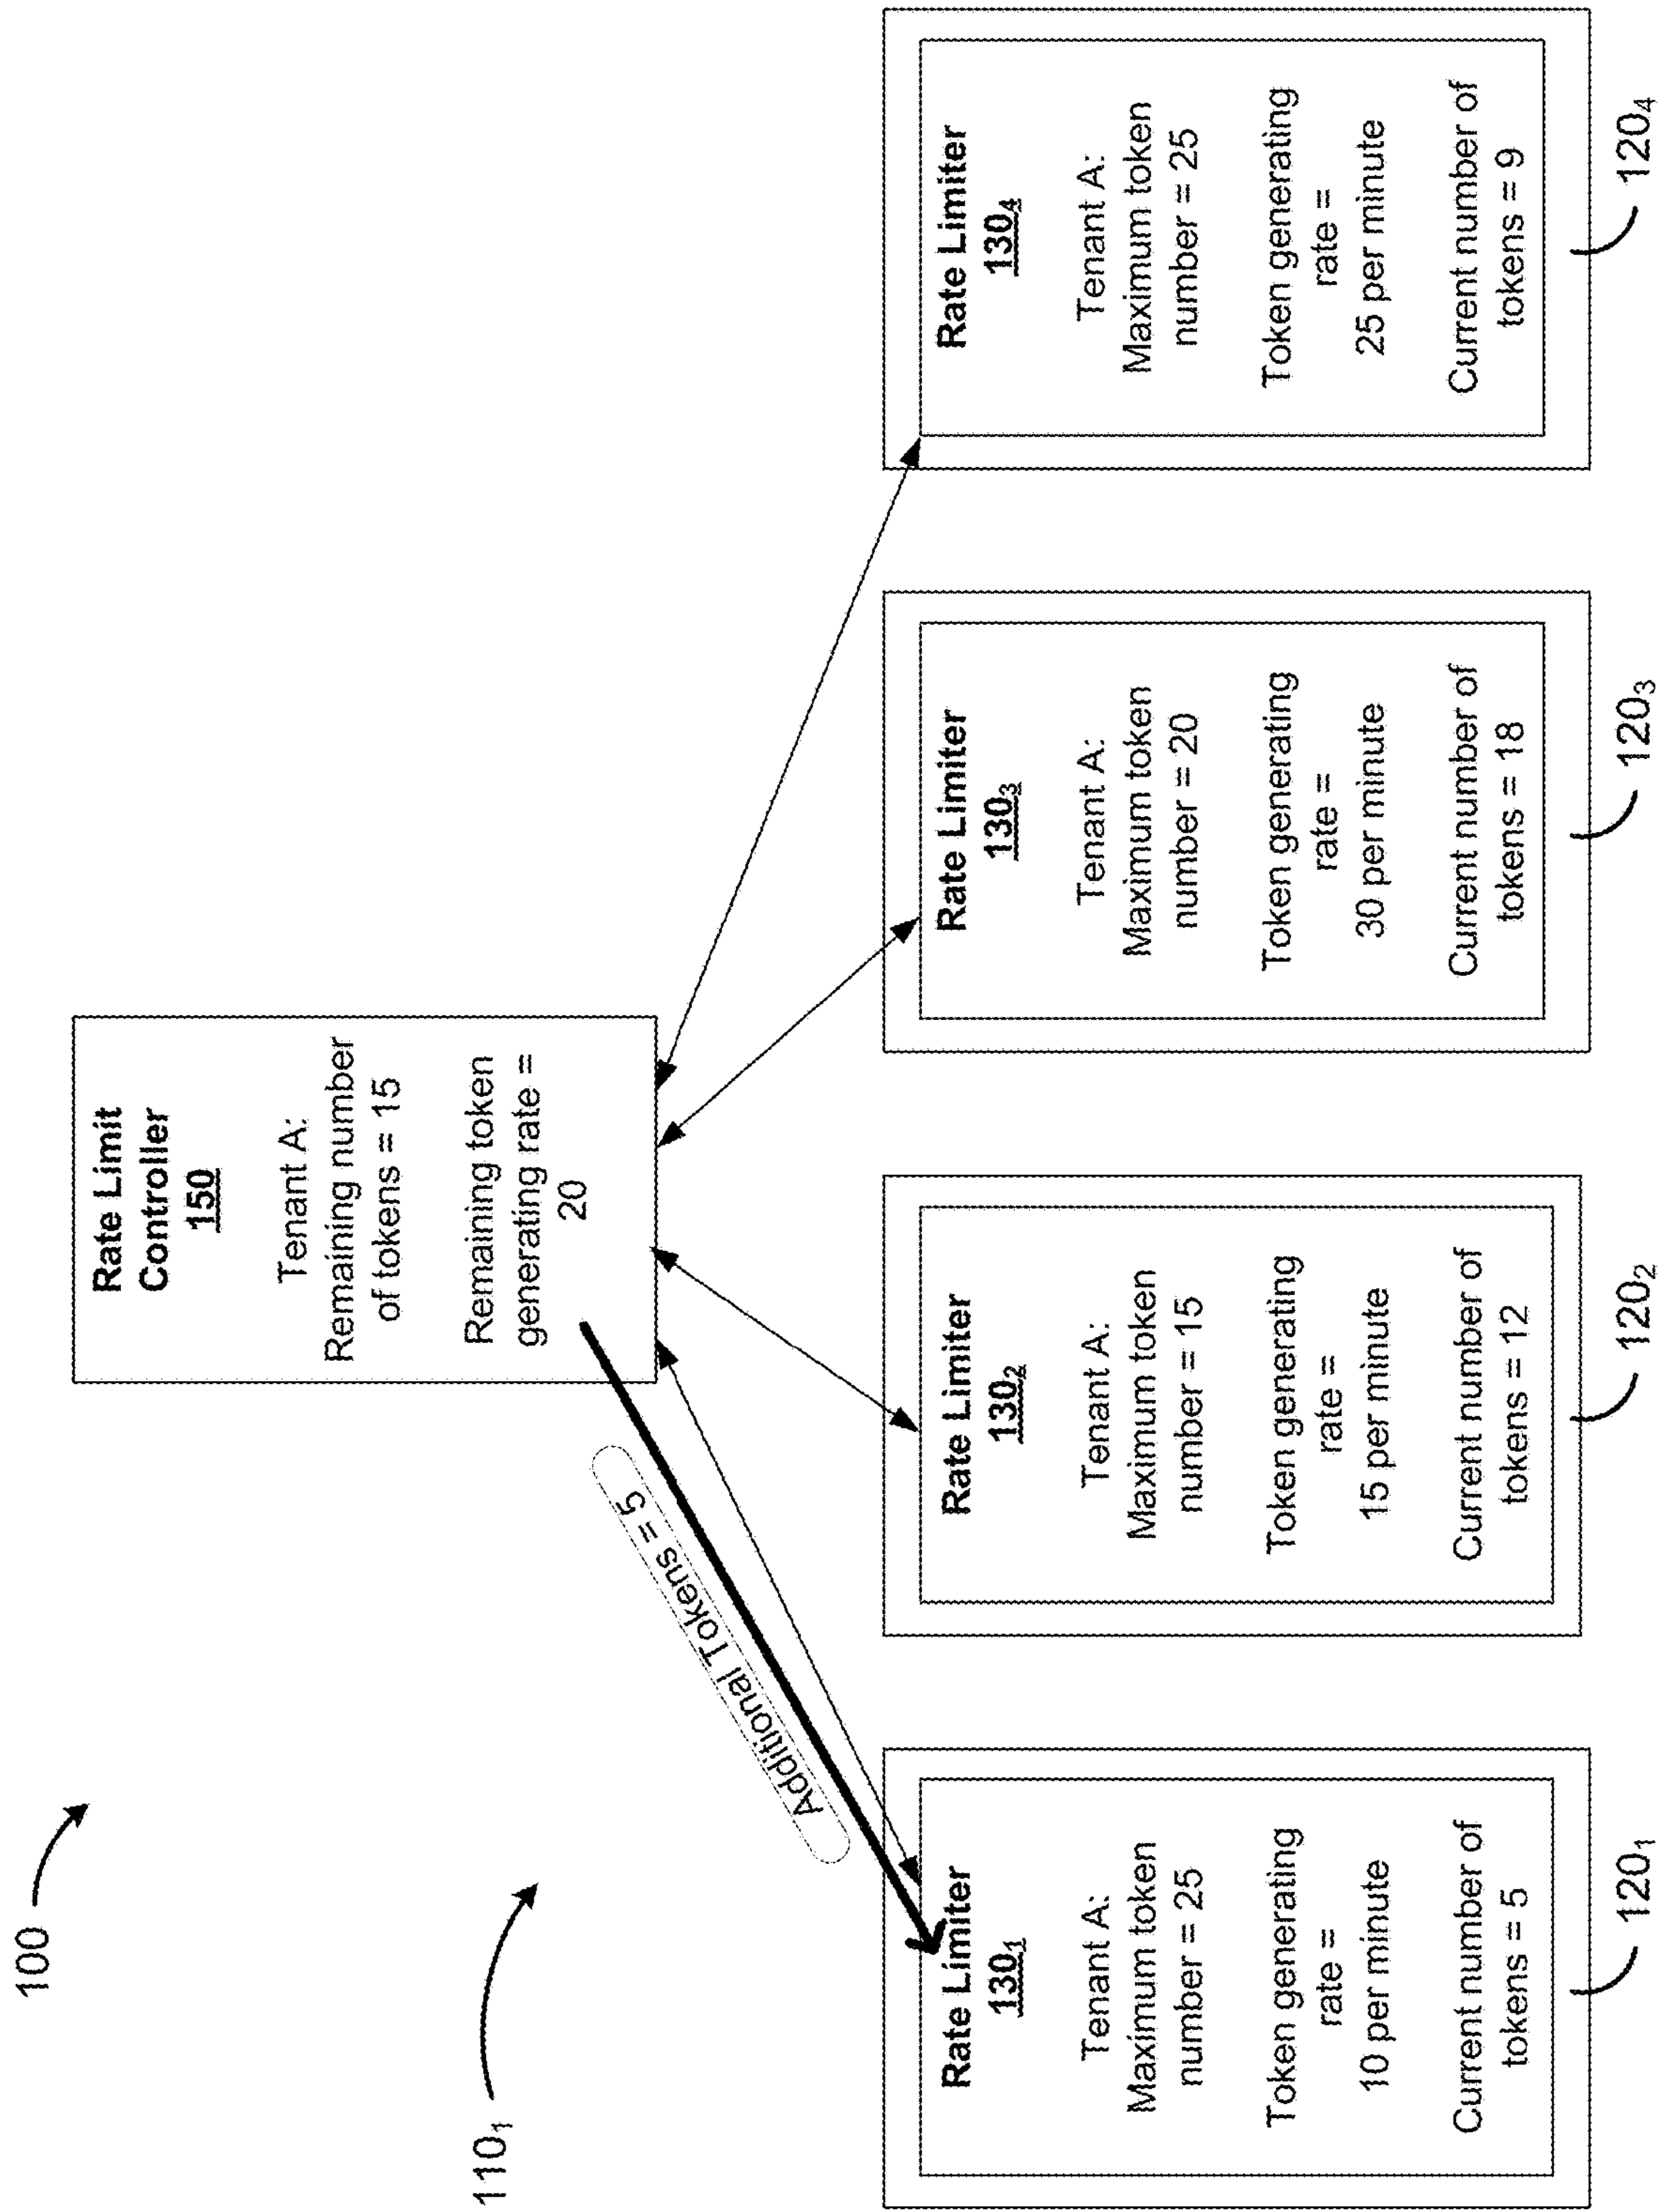 100
110₁
Rate Limit
Controller
150
Tenant A:
Remaining number
of tokens = 15
Remaining token
generating rate =
20
Additional Tokens = 5
Rate Limiter
130₁
Tenant A:
Maximum token
number = 25
Token generating
rate =
10 per minute
Current number of
tokens = 5
120₁
Rate Limiter
130₂
Tenant A:
Maximum token
number = 15
Token generating
rate =
15 per minute
Current number of
tokens = 12
120₂
Rate Limiter
130₃
Tenant A:
Maximum token
number = 20
Token generating
rate =
30 per minute
Current number of
tokens = 18
120₃
Rate Limiter
130₄
Tenant A:
Maximum token
number = 25
Token generating
rate =
25 per minute
Current number of
tokens = 9
120₄